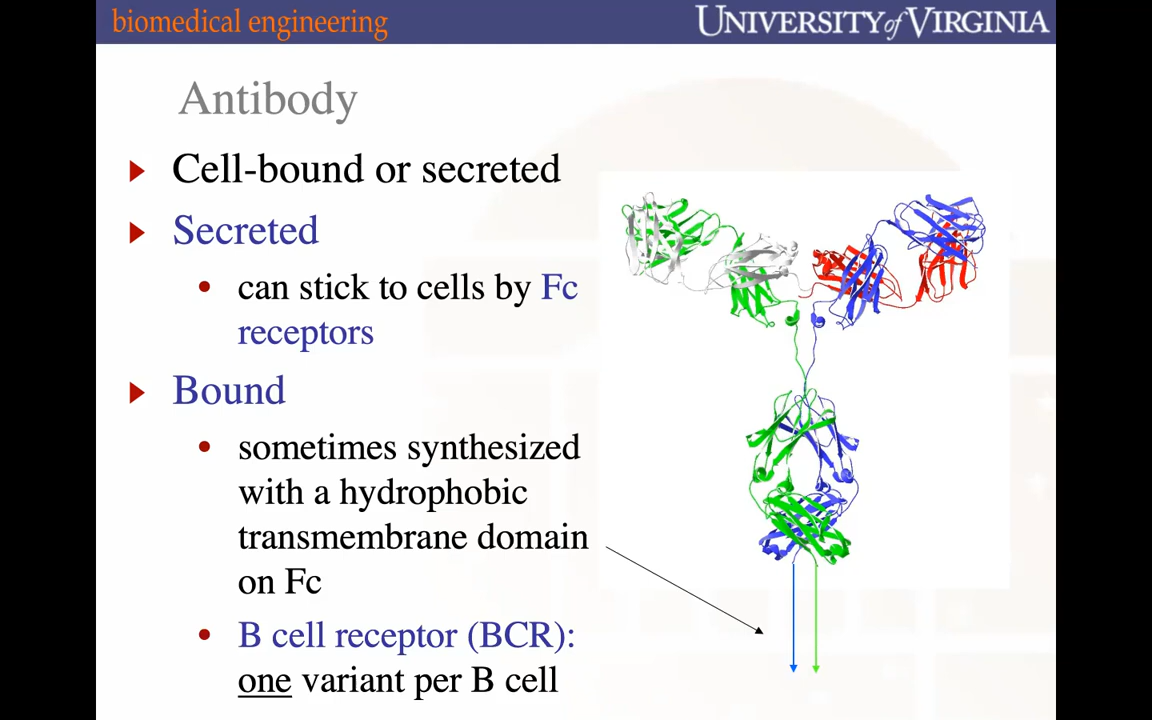 biomedical engineering
UNIVERSITY of VIRGINIA
Antibody
Cell-bound or secreted
Secreted
can stick to cells by Fc
receptors
Bound
sometimes synthesized
with a hydrophobic
transmembrane domain
on Fc
B cell receptor (BCR):
one variant per B cell